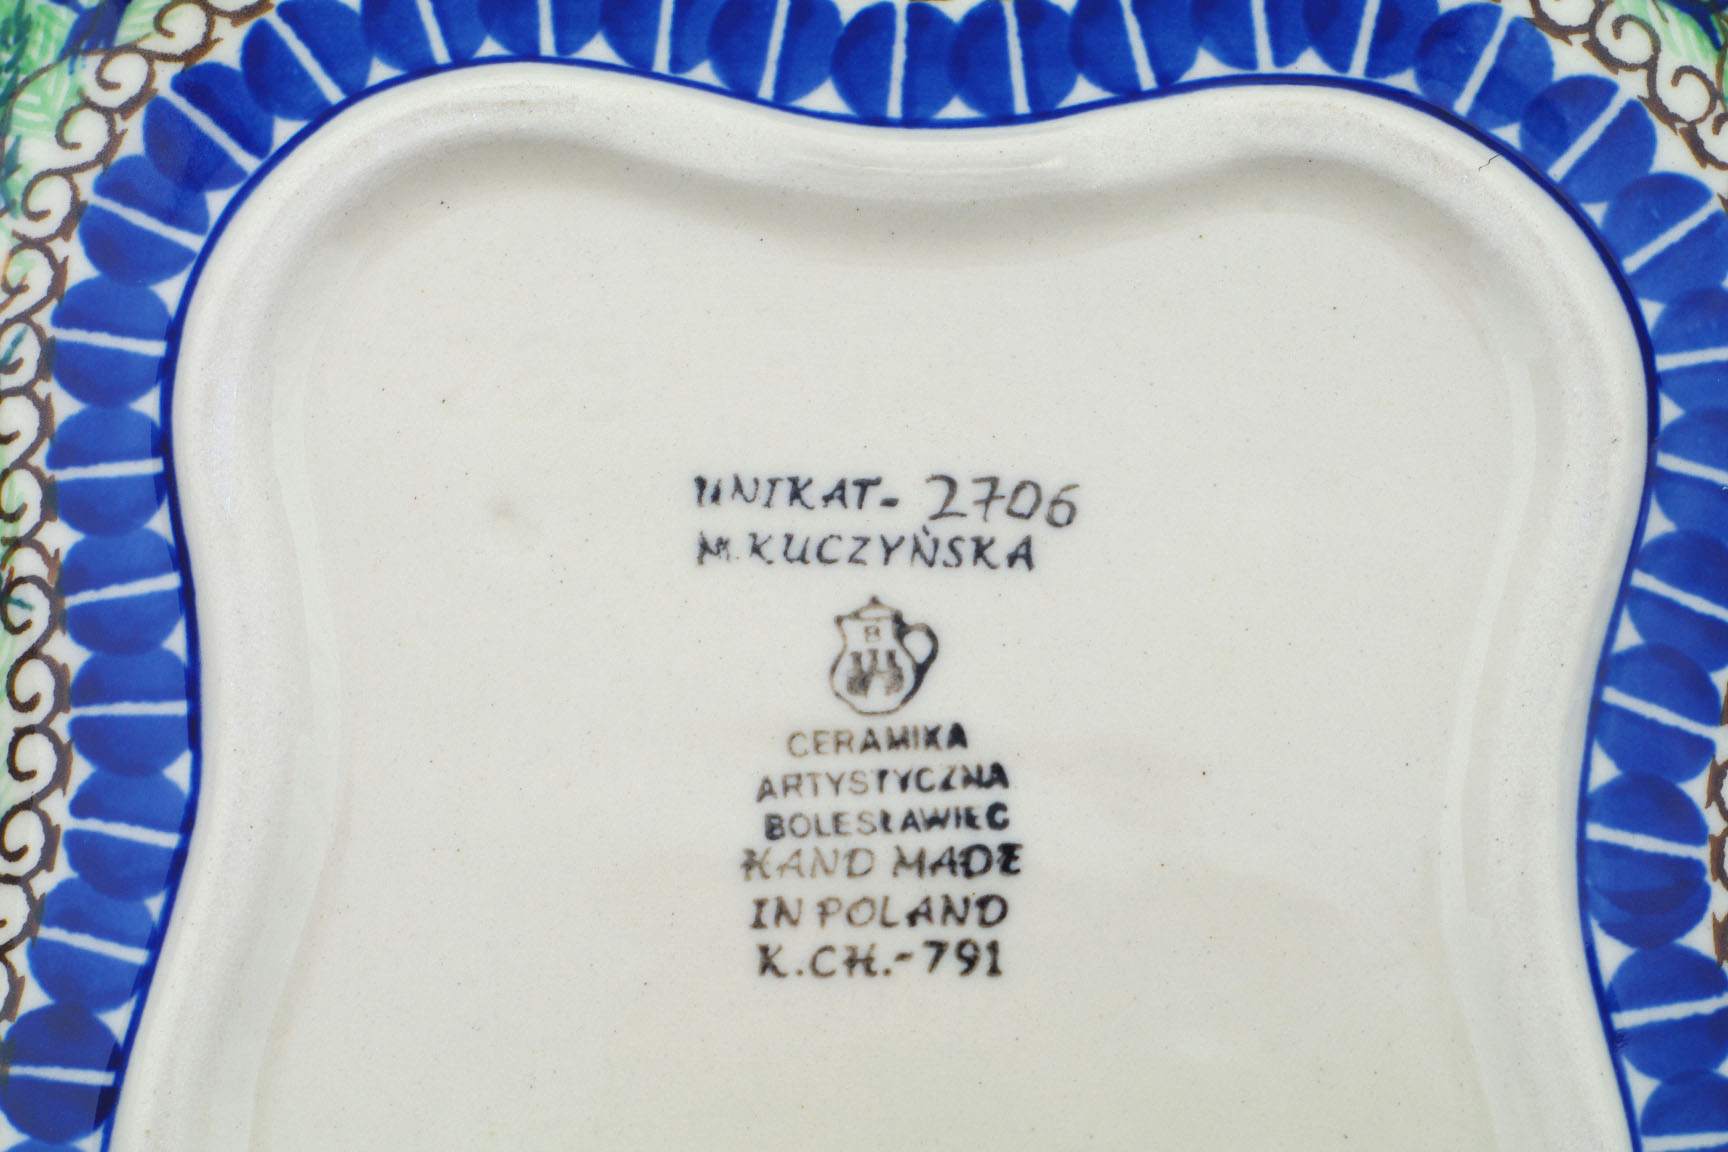 UNIKAT-2706
M.KUCZYŃSKA
B
CERAMIKA
ARTYSTYCZNA
BOLESŁAWIEC
HAND MADE
IN POLAND
K.CH.-791